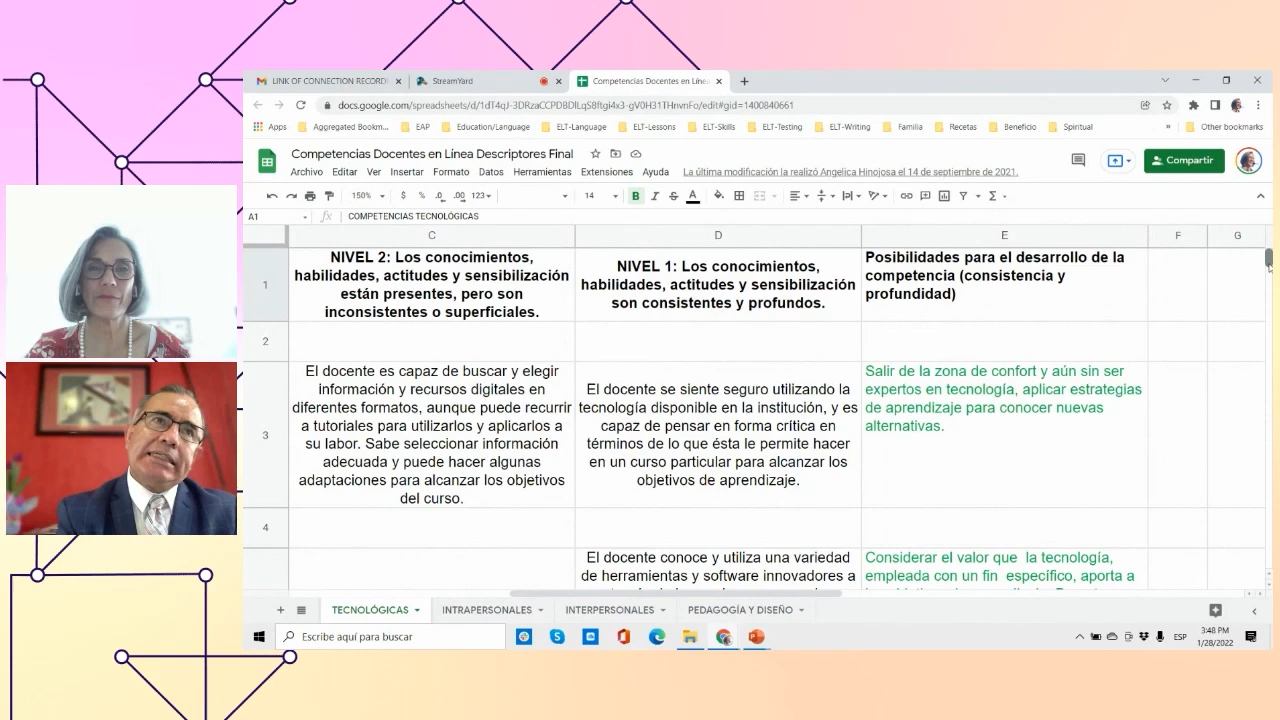 LINK OF CONNECTION RECORDI
StreamYard
Competencias Docentes en Línea
docs.google.com/spreadsheets/d/1dT4qJ-3DRzaCCPDBDlLqS8ftgi4x3-gV0H31THnvnFo/edit#gid=1400840661
Apps
Aggregated Bookm...
EAP
Education/Language
ELT-Language
ELT-Lessons
ELT-Skills
ELT-Testing
ELT-Writing
Familia
Recetas
Beneficio
Spiritual
»
Other bookmarks
Competencias Docentes en Línea Descriptores Final
Archivo Editar Ver Insertar Formato Datos Herramientas Extensiones Ayuda
La última modificación la realizó Angelica Hinojosa el 14 de septiembre de 2021.
Compartir
150% $ % .0 .00 123 14 B I S A
A1
fx COMPETENCIAS TECNOLÓGICAS
C D E F G
1
NIVEL 2: Los conocimientos,
habilidades, actitudes y sensibilización
están presentes, pero son
inconsistentes o superficiales.
NIVEL 1: Los conocimientos,
habilidades, actitudes y sensibilización
son consistentes y profundos.
Posibilidades para el desarrollo de la
competencia (consistencia y
profundidad)
2
3
El docente es capaz de buscar y elegir
información y recursos digitales en
diferentes formatos, aunque puede recurrir
a tutoriales para utilizarlos y aplicarlos a
su labor. Sabe seleccionar información
adecuada y puede hacer algunas
adaptaciones para alcanzar los objetivos
del curso.
El docente se siente seguro utilizando la
tecnología disponible en la institución, y es
capaz de pensar en forma crítica en
términos de lo que ésta le permite hacer
en un curso particular para alcanzar los
objetivos de aprendizaje.
Salir de la zona de confort y aún sin ser
expertos en tecnología, aplicar estrategias
de aprendizaje para conocer nuevas
alternativas.
4
El docente conoce y utiliza una variedad
de herramientas y software innovadores a
Considerar el valor que la tecnología,
empleada con un fin específico, aporta a
TECNOLÓGICAS
INTRAPERSONALES
INTERPERSONALES
PEDAGOGÍA Y DISEÑO
Escribe aquí para buscar
ESP
3:48 PM
1/28/2022